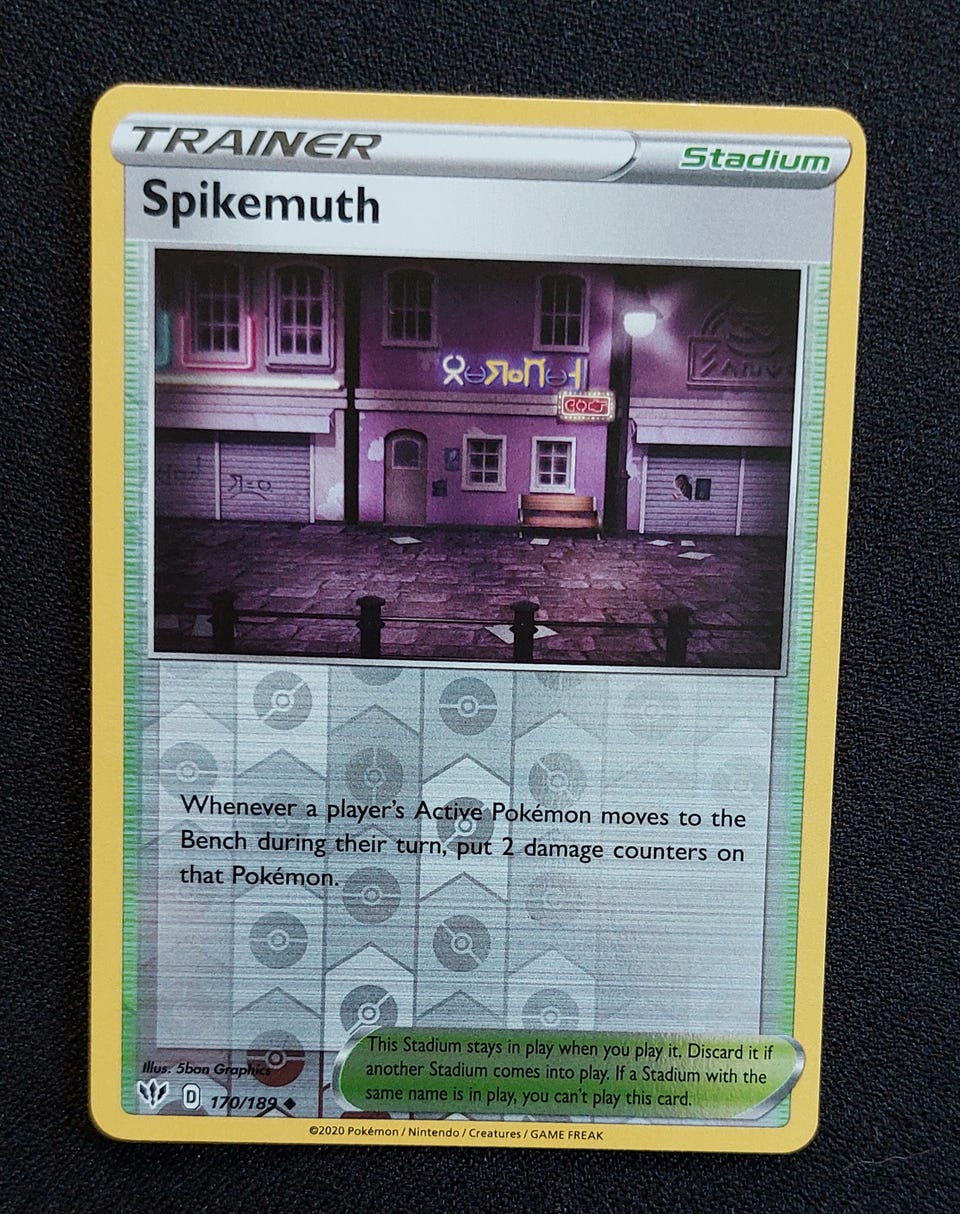 TRAINER
Stadium
Spikemuth
Whenever a player's Active Pokémon moves to the
Bench during their turn, put 2 damage counters on
that Pokémon.
This Stadium stays in play when you play it. Discard it if
another Stadium comes into play. If a Stadium with the
same name is in play, you can't play this card.
Illus. 5ban Graphics
D 170/189
©2020 Pokémon / Nintendo / Creatures / GAME FREAK